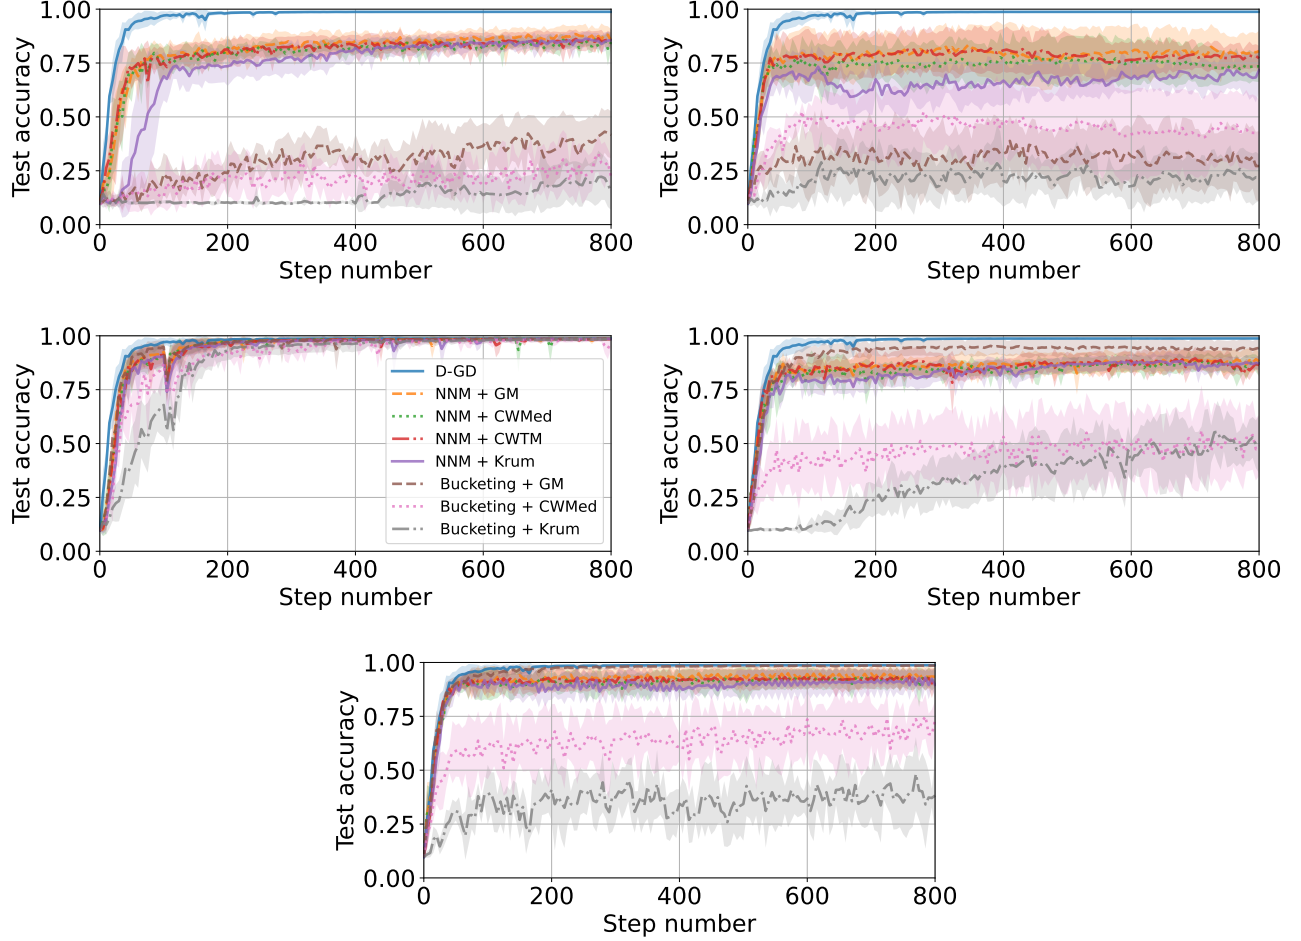 1.00
0.75
0.50
0.25
0.00
Test accuracy
0
200
400
600
800
Step number
1.00
0.75
0.50
0.25
0.00
Test accuracy
0
200
400
600
800
Step number
1.00
0.75
0.50
0.25
0.00
Test accuracy
D-GD
NNM + GM
NNM + CWMed
NNM + CWTM
NNM + Krum
Bucketing + GM
Bucketing + CWMed
Bucketing + Krum
0
200
400
600
800
Step number
1.00
0.75
0.50
0.25
0.00
Test accuracy
0
200
400
600
800
Step number
1.00
0.75
0.50
0.25
0.00
Test accuracy
0
200
400
600
800
Step number